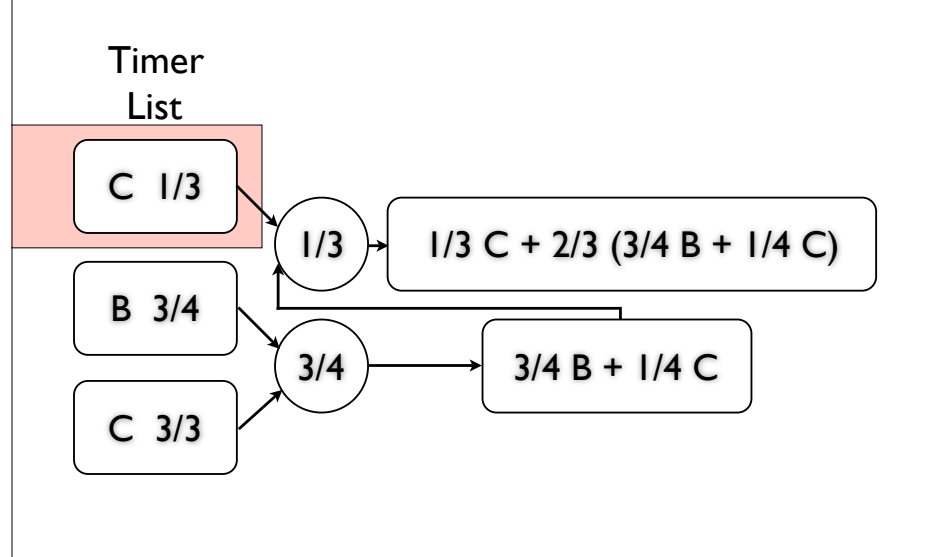 Timer
List
C 1/3
1/3
1/3 C + 2/3 (3/4 B + 1/4 C)
B 3/4
3/4
3/4 B + 1/4 C
C 3/3